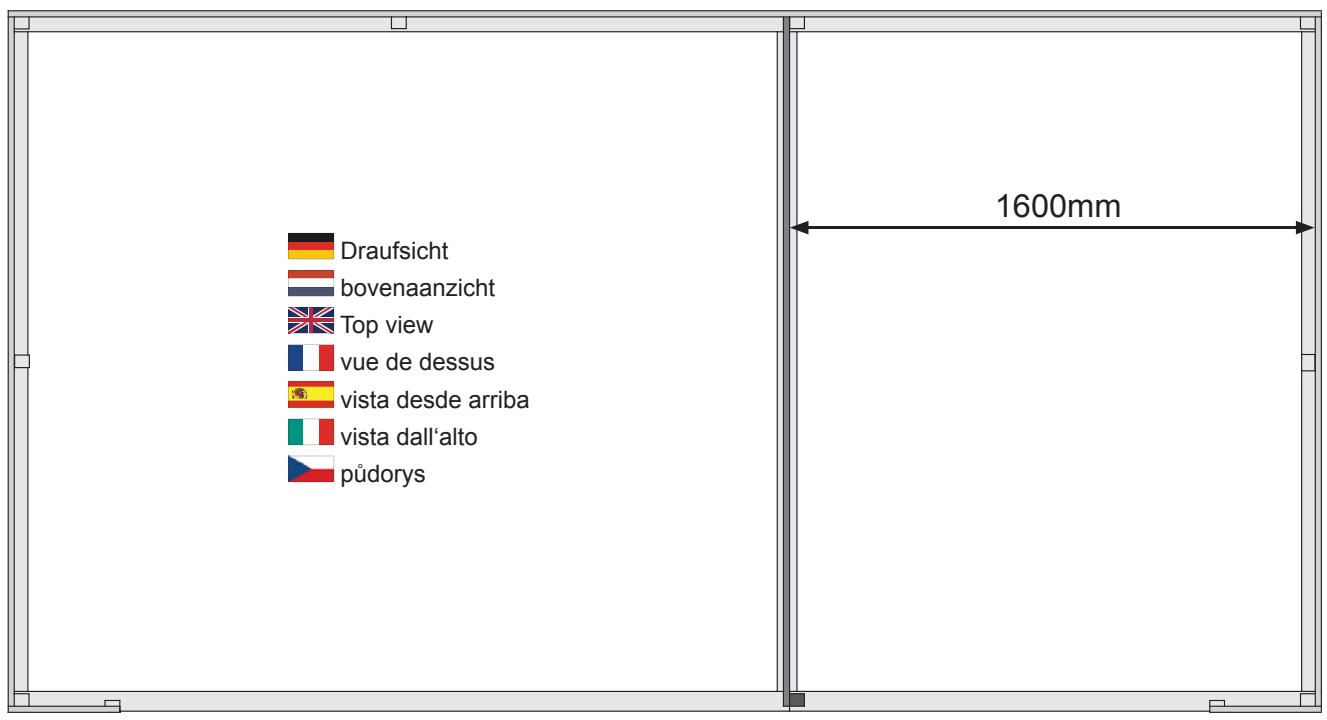 1600mm
Draufsicht
bovenaanzicht
Top view
vue de dessus
vista desde arriba
vista dall‘alto
půdorys